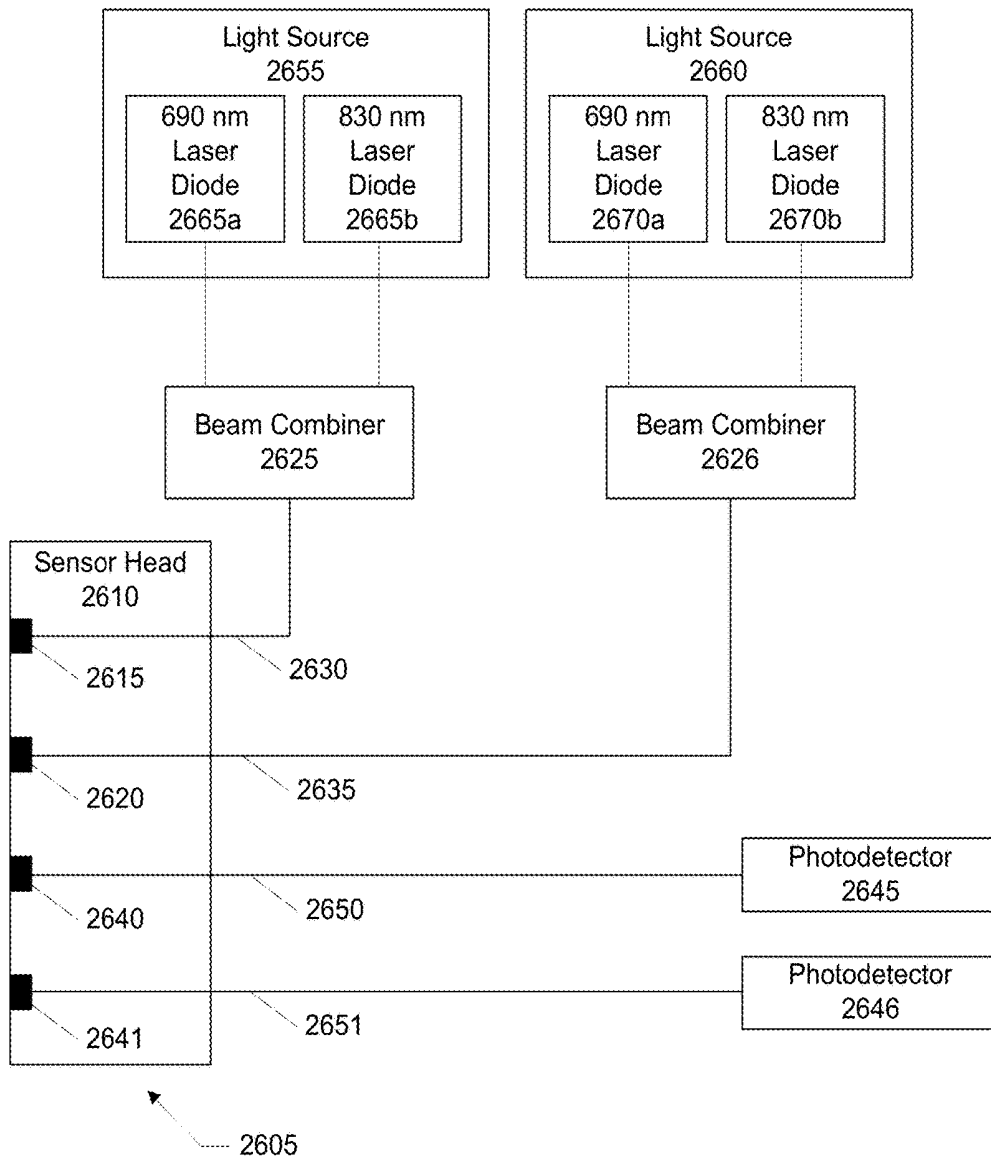 Light Source
2655
690 nm
Laser
Diode
2665a
830 nm
Laser
Diode
2665b
Light Source
2660
690 nm
Laser
Diode
2670a
830 nm
Laser
Diode
2670b
Beam Combiner
2625
Beam Combiner
2626
Sensor Head
2610
2615
2630
2620
2635
2640
2650
Photodetector
2645
2641
2651
Photodetector
2646
2605